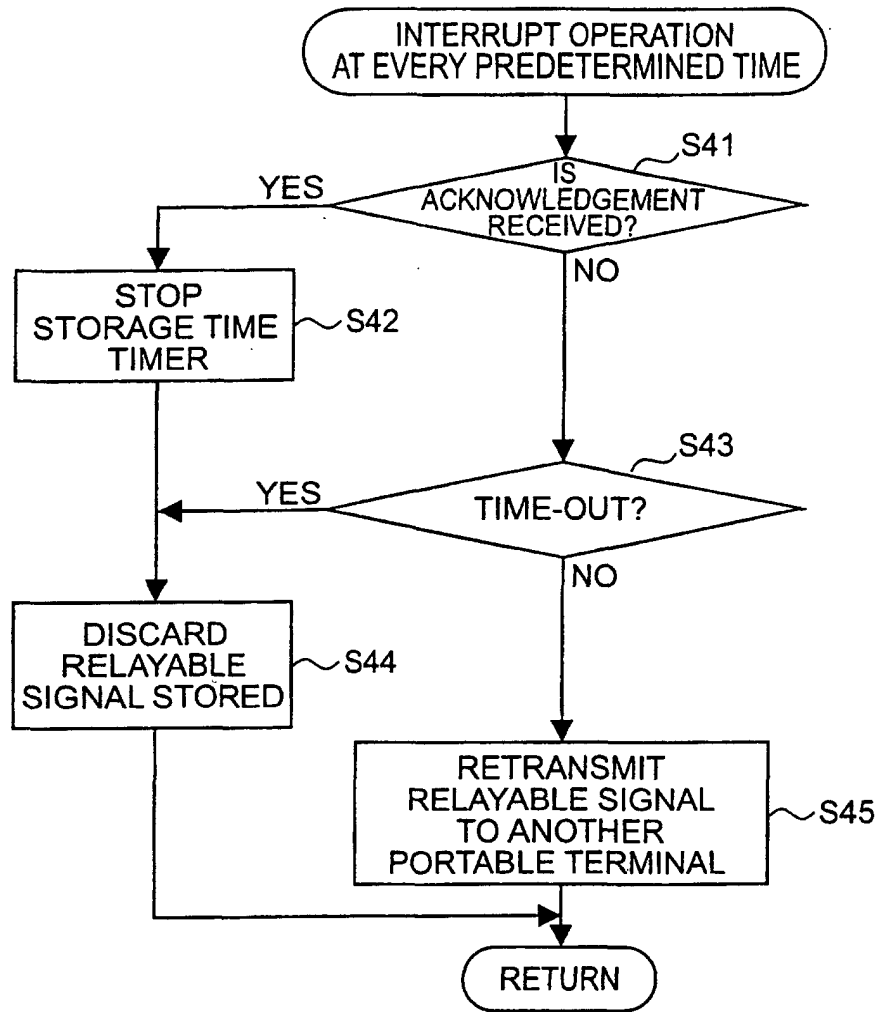 INTERRUPT OPERATION
AT EVERY PREDETERMINED TIME
S41
IS
ACKNOWLEDGEMENT
RECEIVED?
YES
NO
STOP
STORAGE TIME
TIMER
S42
S43
TIME-OUT?
YES
NO
DISCARD
RELAYABLE
SIGNAL STORED
S44
RETRANSMIT
RELAYABLE SIGNAL
TO ANOTHER
PORTABLE TERMINAL
S45
RETURN